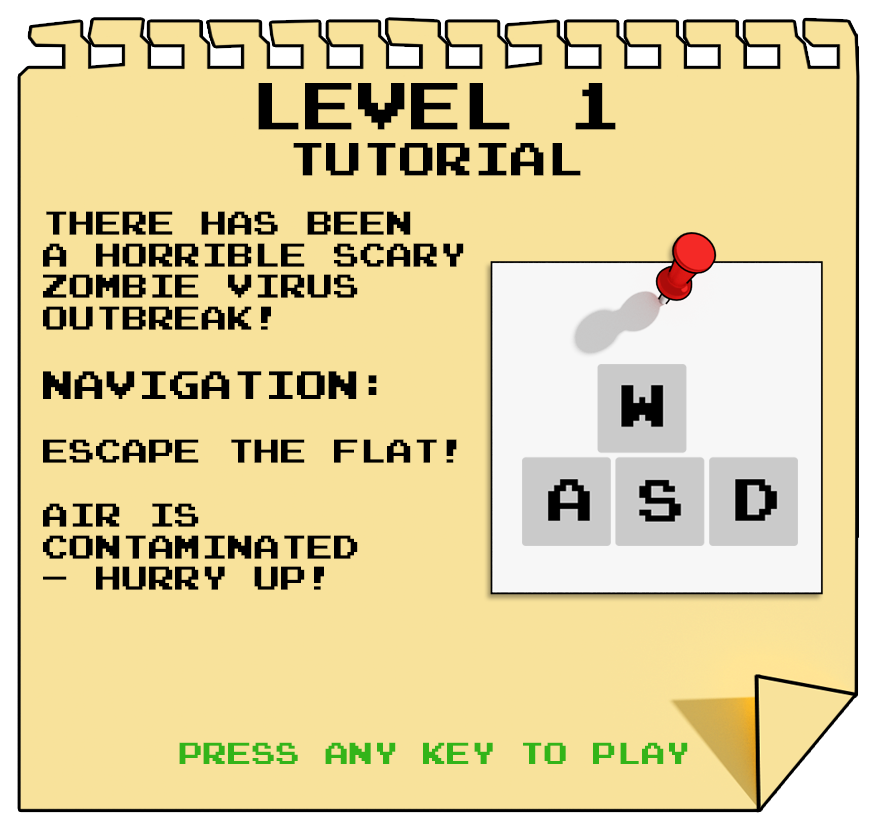 LEVEL 1
TUTORIAL
THERE HAS BEEN
A HORRIBLE SCARY
ZOMBIE VIRUS
OUTBREAK!
NAVIGATION:
ESCAPE THE FLAT!
AIR IS
CONTAMINATED
- HURRY UP!
W
A S D
PRESS ANY KEY TO PLAY